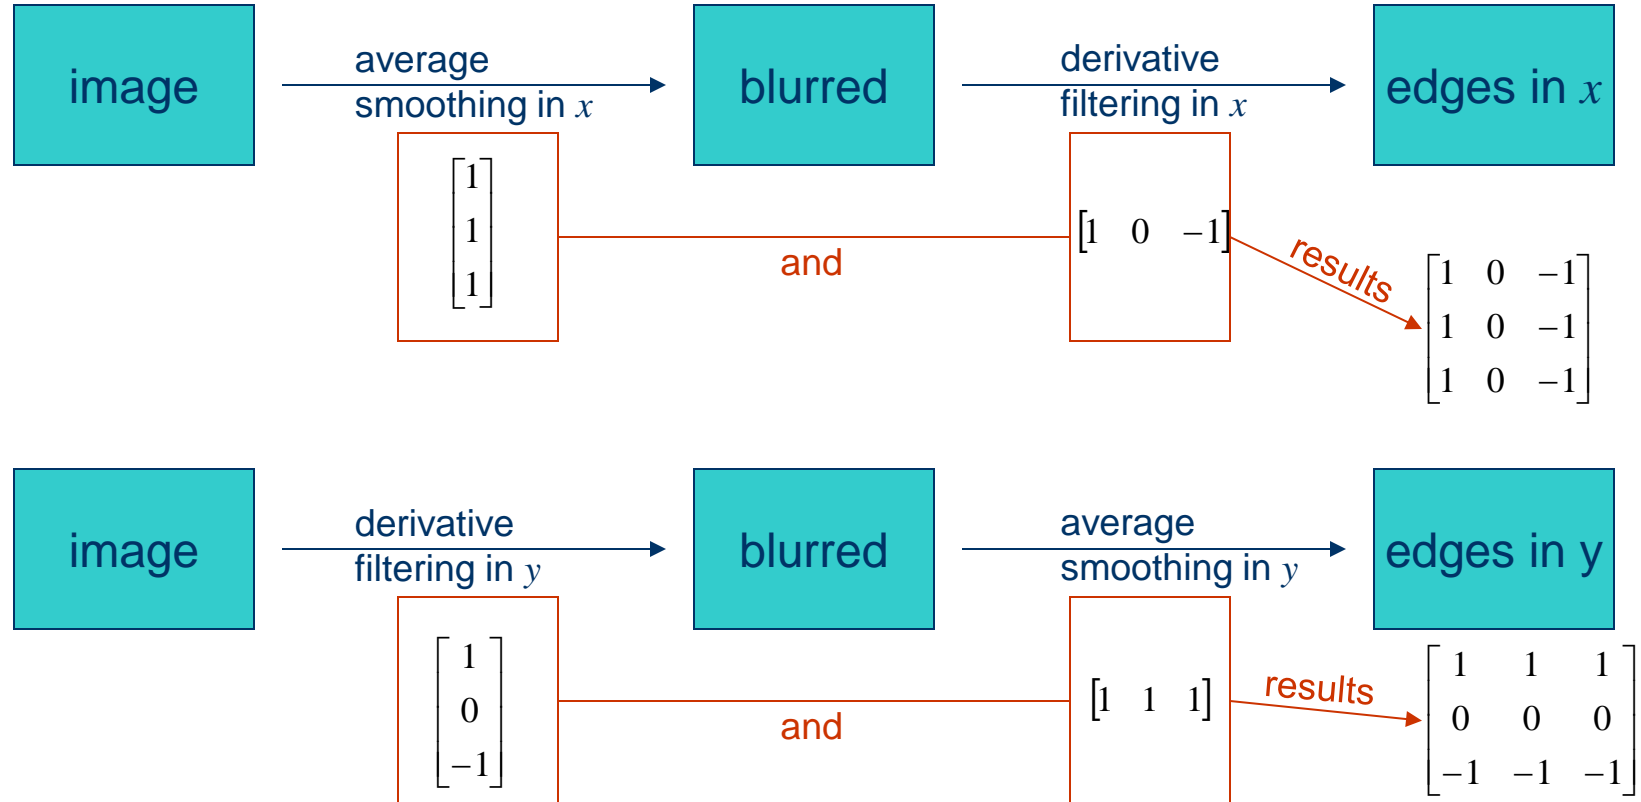 image
average
smoothing in x
blurred
derivative
filtering in x
edges in x
[1
1
1]
and
[1 0 −1]
results
[1 0 −1
1 0 −1
1 0 −1]
image
derivative
filtering in y
blurred
average
smoothing in y
edges in y
[1
0
−1]
and
[1 1 1]
results
[1 1 1
0 0 0
−1 −1 −1]